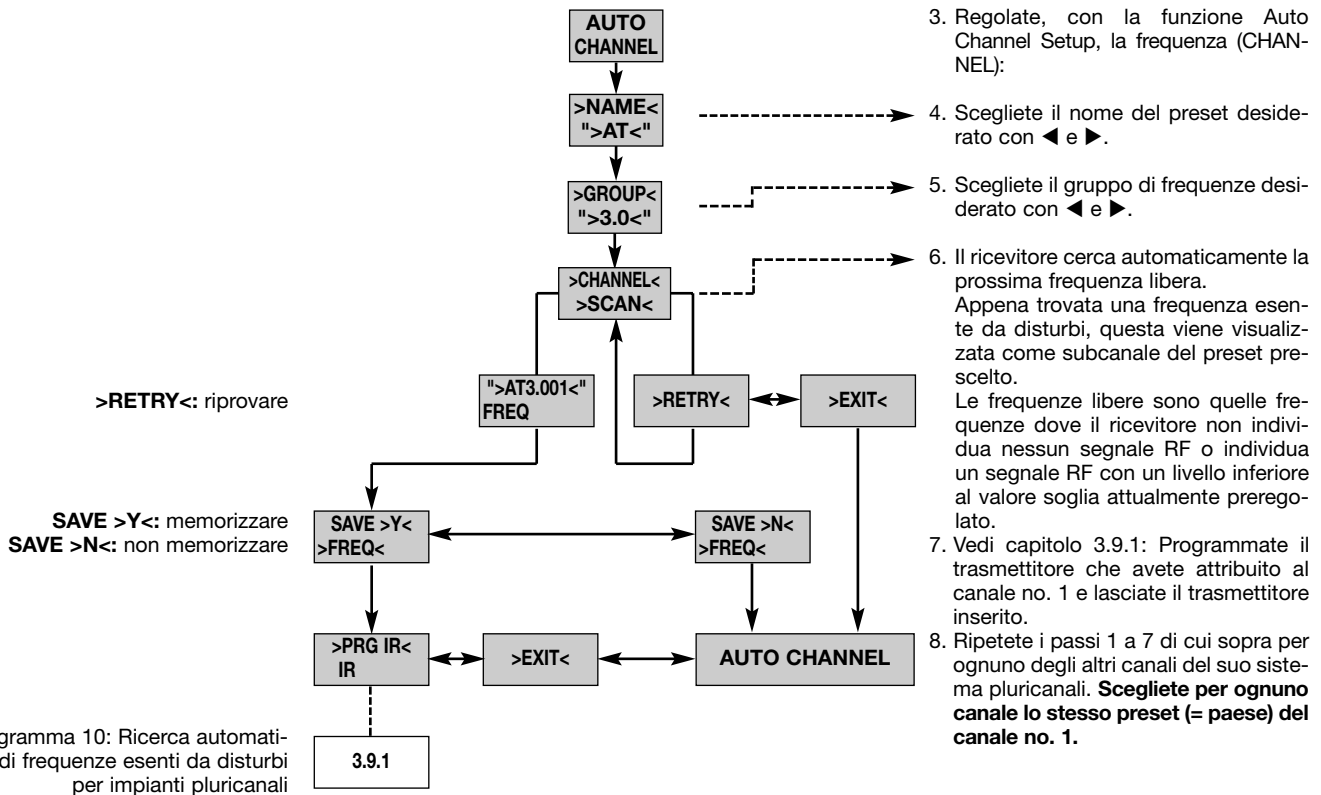 AUTO
CHANNEL
>NAME<
">AT<"
>GROUP<
">3.0<"
>CHANNEL<
>SCAN<
">AT3.001<"
FREQ
>RETRY<
>EXIT<
>RETRY<: riprovare
SAVE >Y<: memorizzare
SAVE >N<: non memorizzare
SAVE >Y<
>FREQ<
SAVE >N<
>FREQ<
>PRG IR<
IR
>EXIT<
AUTO CHANNEL
3.9.1
gramma 10: Ricerca automati-
di frequenze esenti da disturbi
per impianti pluricanali
3. Regolate, con la funzione Auto
Channel Setup, la frequenza (CHAN-
NEL):
4. Scegliete il nome del preset deside-
rato con ◀ e ▶.
5. Scegliete il gruppo di frequenze desi-
derato con ◀ e ▶.
6. Il ricevitore cerca automaticamente la
prossima frequenza libera.
Appena trovata una frequenza esen-
te da disturbi, questa viene visualiz-
zata come subcanale del preset pre-
scelto.
Le frequenze libere sono quelle fre-
quenze dove il ricevitore non indivi-
dua nessun segnale RF o individua
un segnale RF con un livello inferiore
al valore soglia attualmente prerego-
lato.
7. Vedi capitolo 3.9.1: Programmate il
trasmettitore che avete attribuito al
canale no. 1 e lasciate il trasmettitore
inserito.
8. Ripetete i passi 1 a 7 di cui sopra per
ognuno degli altri canali del suo siste-
ma pluricanali. Scegliete per ognuno
canale lo stesso preset (= paese) del
canale no. 1.